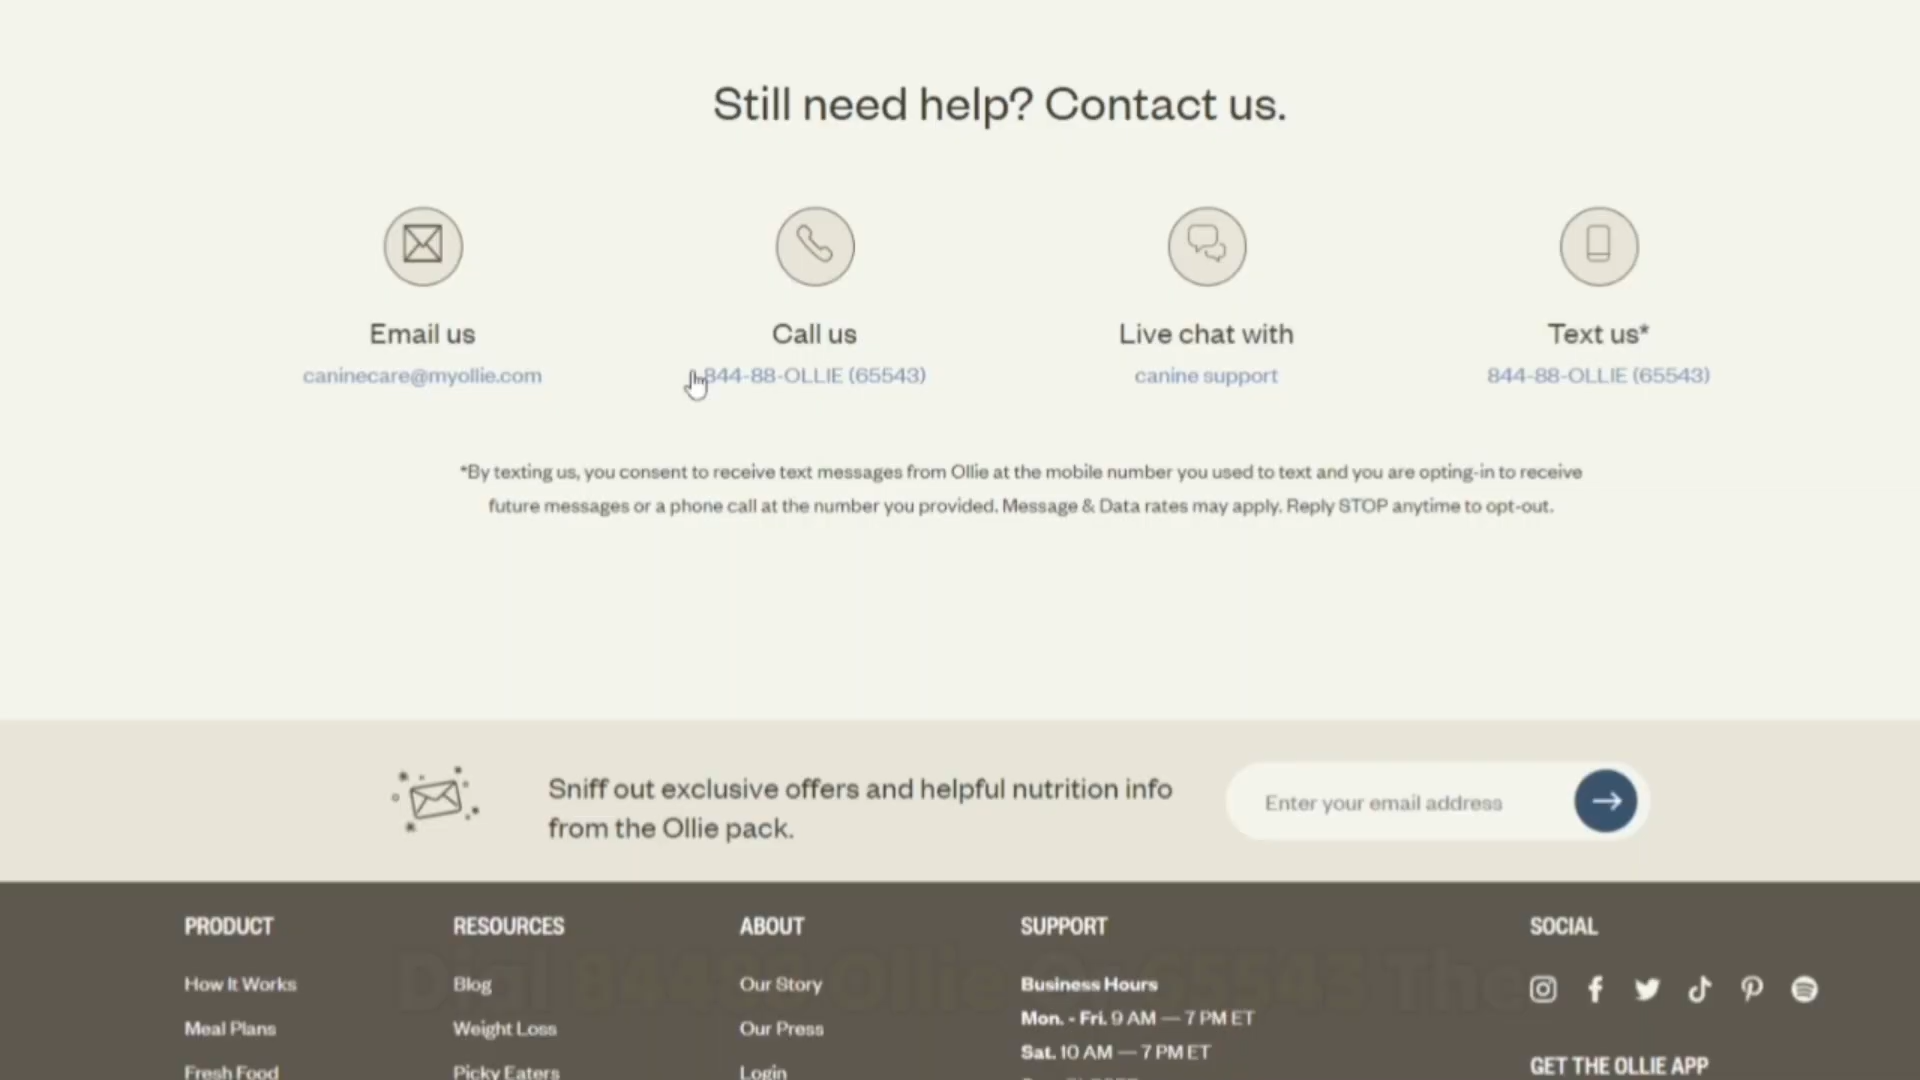 Still need help? Contact us.
Email us
caninecare@myollie.com
Call us
844-88-OLLIE (65543)
Live chat with
canine support
Text us*
844-88-OLLIE (65543)
*By texting us, you consent to receive text messages from Ollie at the mobile number you used to text and you are opting-in to receive
future messages or a phone call at the number you provided. Message & Data rates may apply. Reply STOP anytime to opt-out.
Sniff out exclusive offers and helpful nutrition info
from the Ollie pack.
Enter your email address
PRODUCT
How It Works
Meal Plans
Fresh Food
RESOURCES
Blog
Weight Loss
Picky Eaters
ABOUT
Our Story
Our Press
Login
SUPPORT
Business Hours
Mon. - Fri. 9 AM — 7 PM ET
Sat. 10 AM — 7 PM ET
SOCIAL
GET THE OLLIE APP